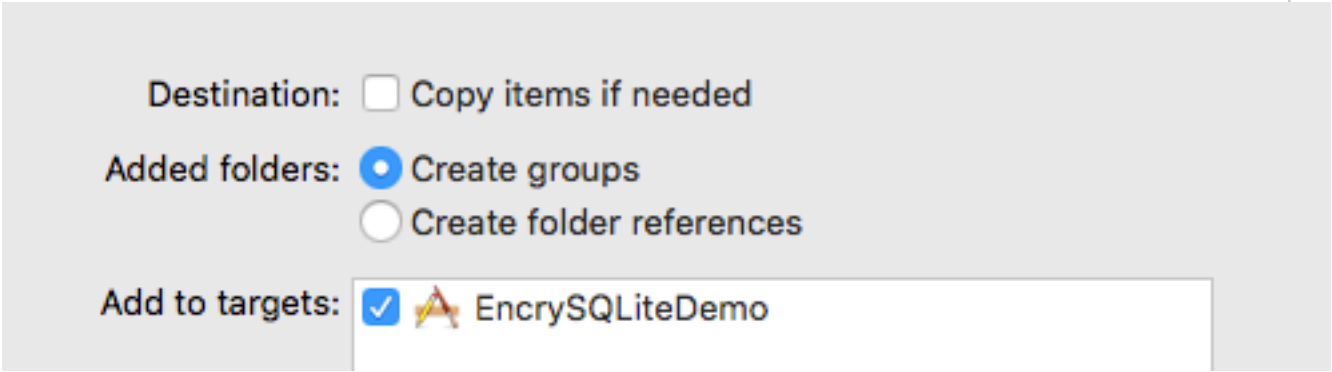 Destination: Copy items if needed
Added folders: Create groups
Create folder references
Add to targets: EncrySQLiteDemo